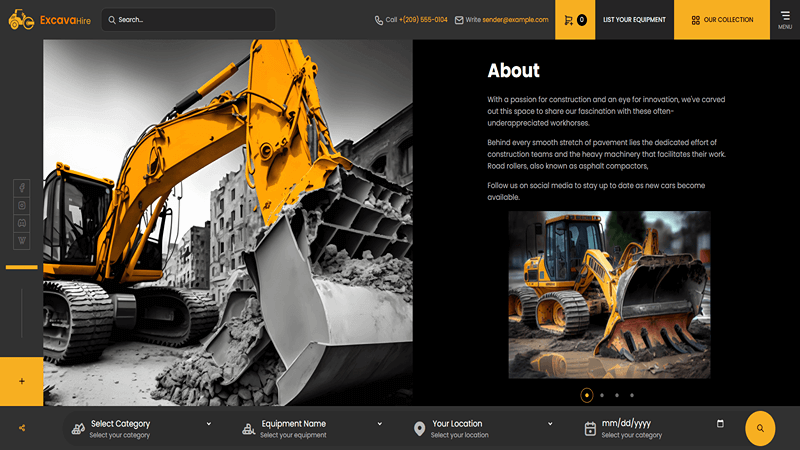 ExcavaHire
Search...
Call +(209) 555-0104
Write sender@example.com
0
LIST YOUR EQUIPMENT
OUR COLLECTION
MENU
About
With a passion for construction and an eye for innovation, we've carved
out this space to share our fascination with these often-
underappreciated workhorses.
Behind every smooth stretch of pavement lies the dedicated effort of
construction teams and the heavy machinery that facilitates their work.
Road rollers, also known as asphalt compactors,
Follow us on social media to stay up to date as new cars become
available.
+
Select Category
Select your category
Equipment Name
Select your equipment
Your Location
Select your location
mm/dd/yyyy
Select your category